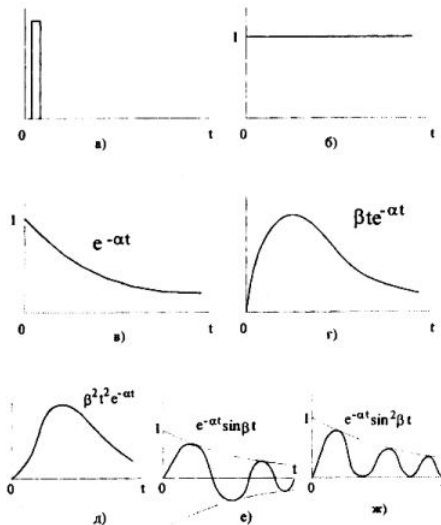 0 t 1 0 t
а) б)
1 e^{-αt} βte^{-αt}
0 t 0 t
в) г)
β²t²e^{-αt} 1 e^{-αt}sinβt 1 e^{-αt}sin²βt
0 t 0 t 0 t
д) е) ж)